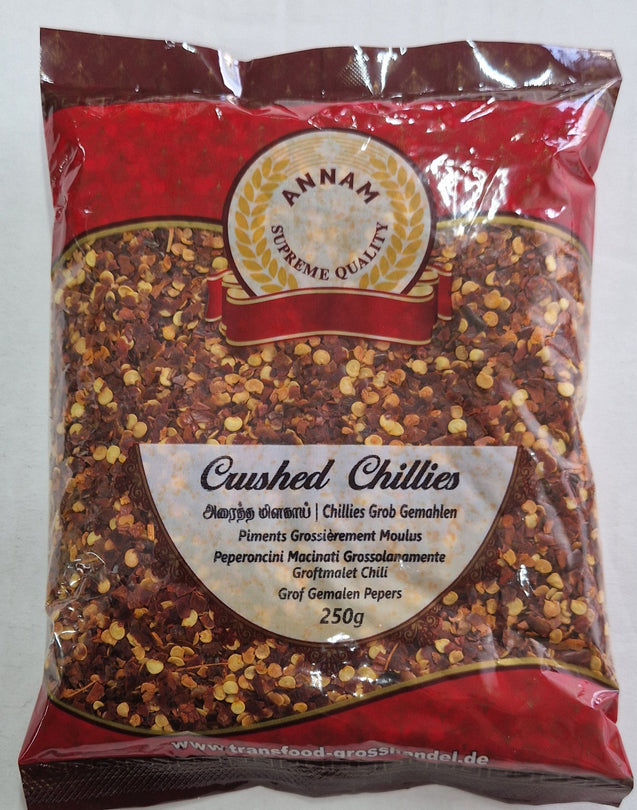 ANNAM
SUPREME QUALITY
Crushed Chillies
அரைத்த மிளகாய் | Chillies Grob Gemahlen
Piments Grossièrement Moulus
Peperoncini Macinati Grossolanamente
Groftmalet Chili
Grof Gemalen Pepers
250g
www.transfood-grosshandel.de